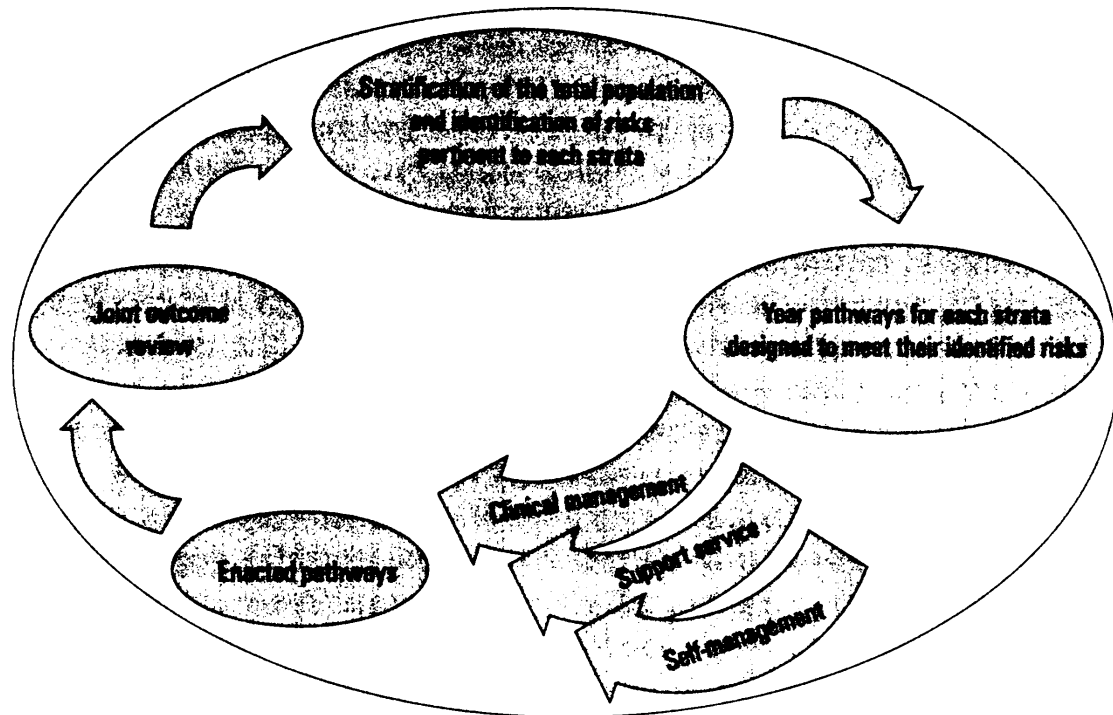 Stratification of the total population
and identification of risks
pertinent to each strata
Year pathways for each strata
designed to meet their identified risks
Clinical management
Support service
Self-management
Enacted pathways
Joint outcome
review